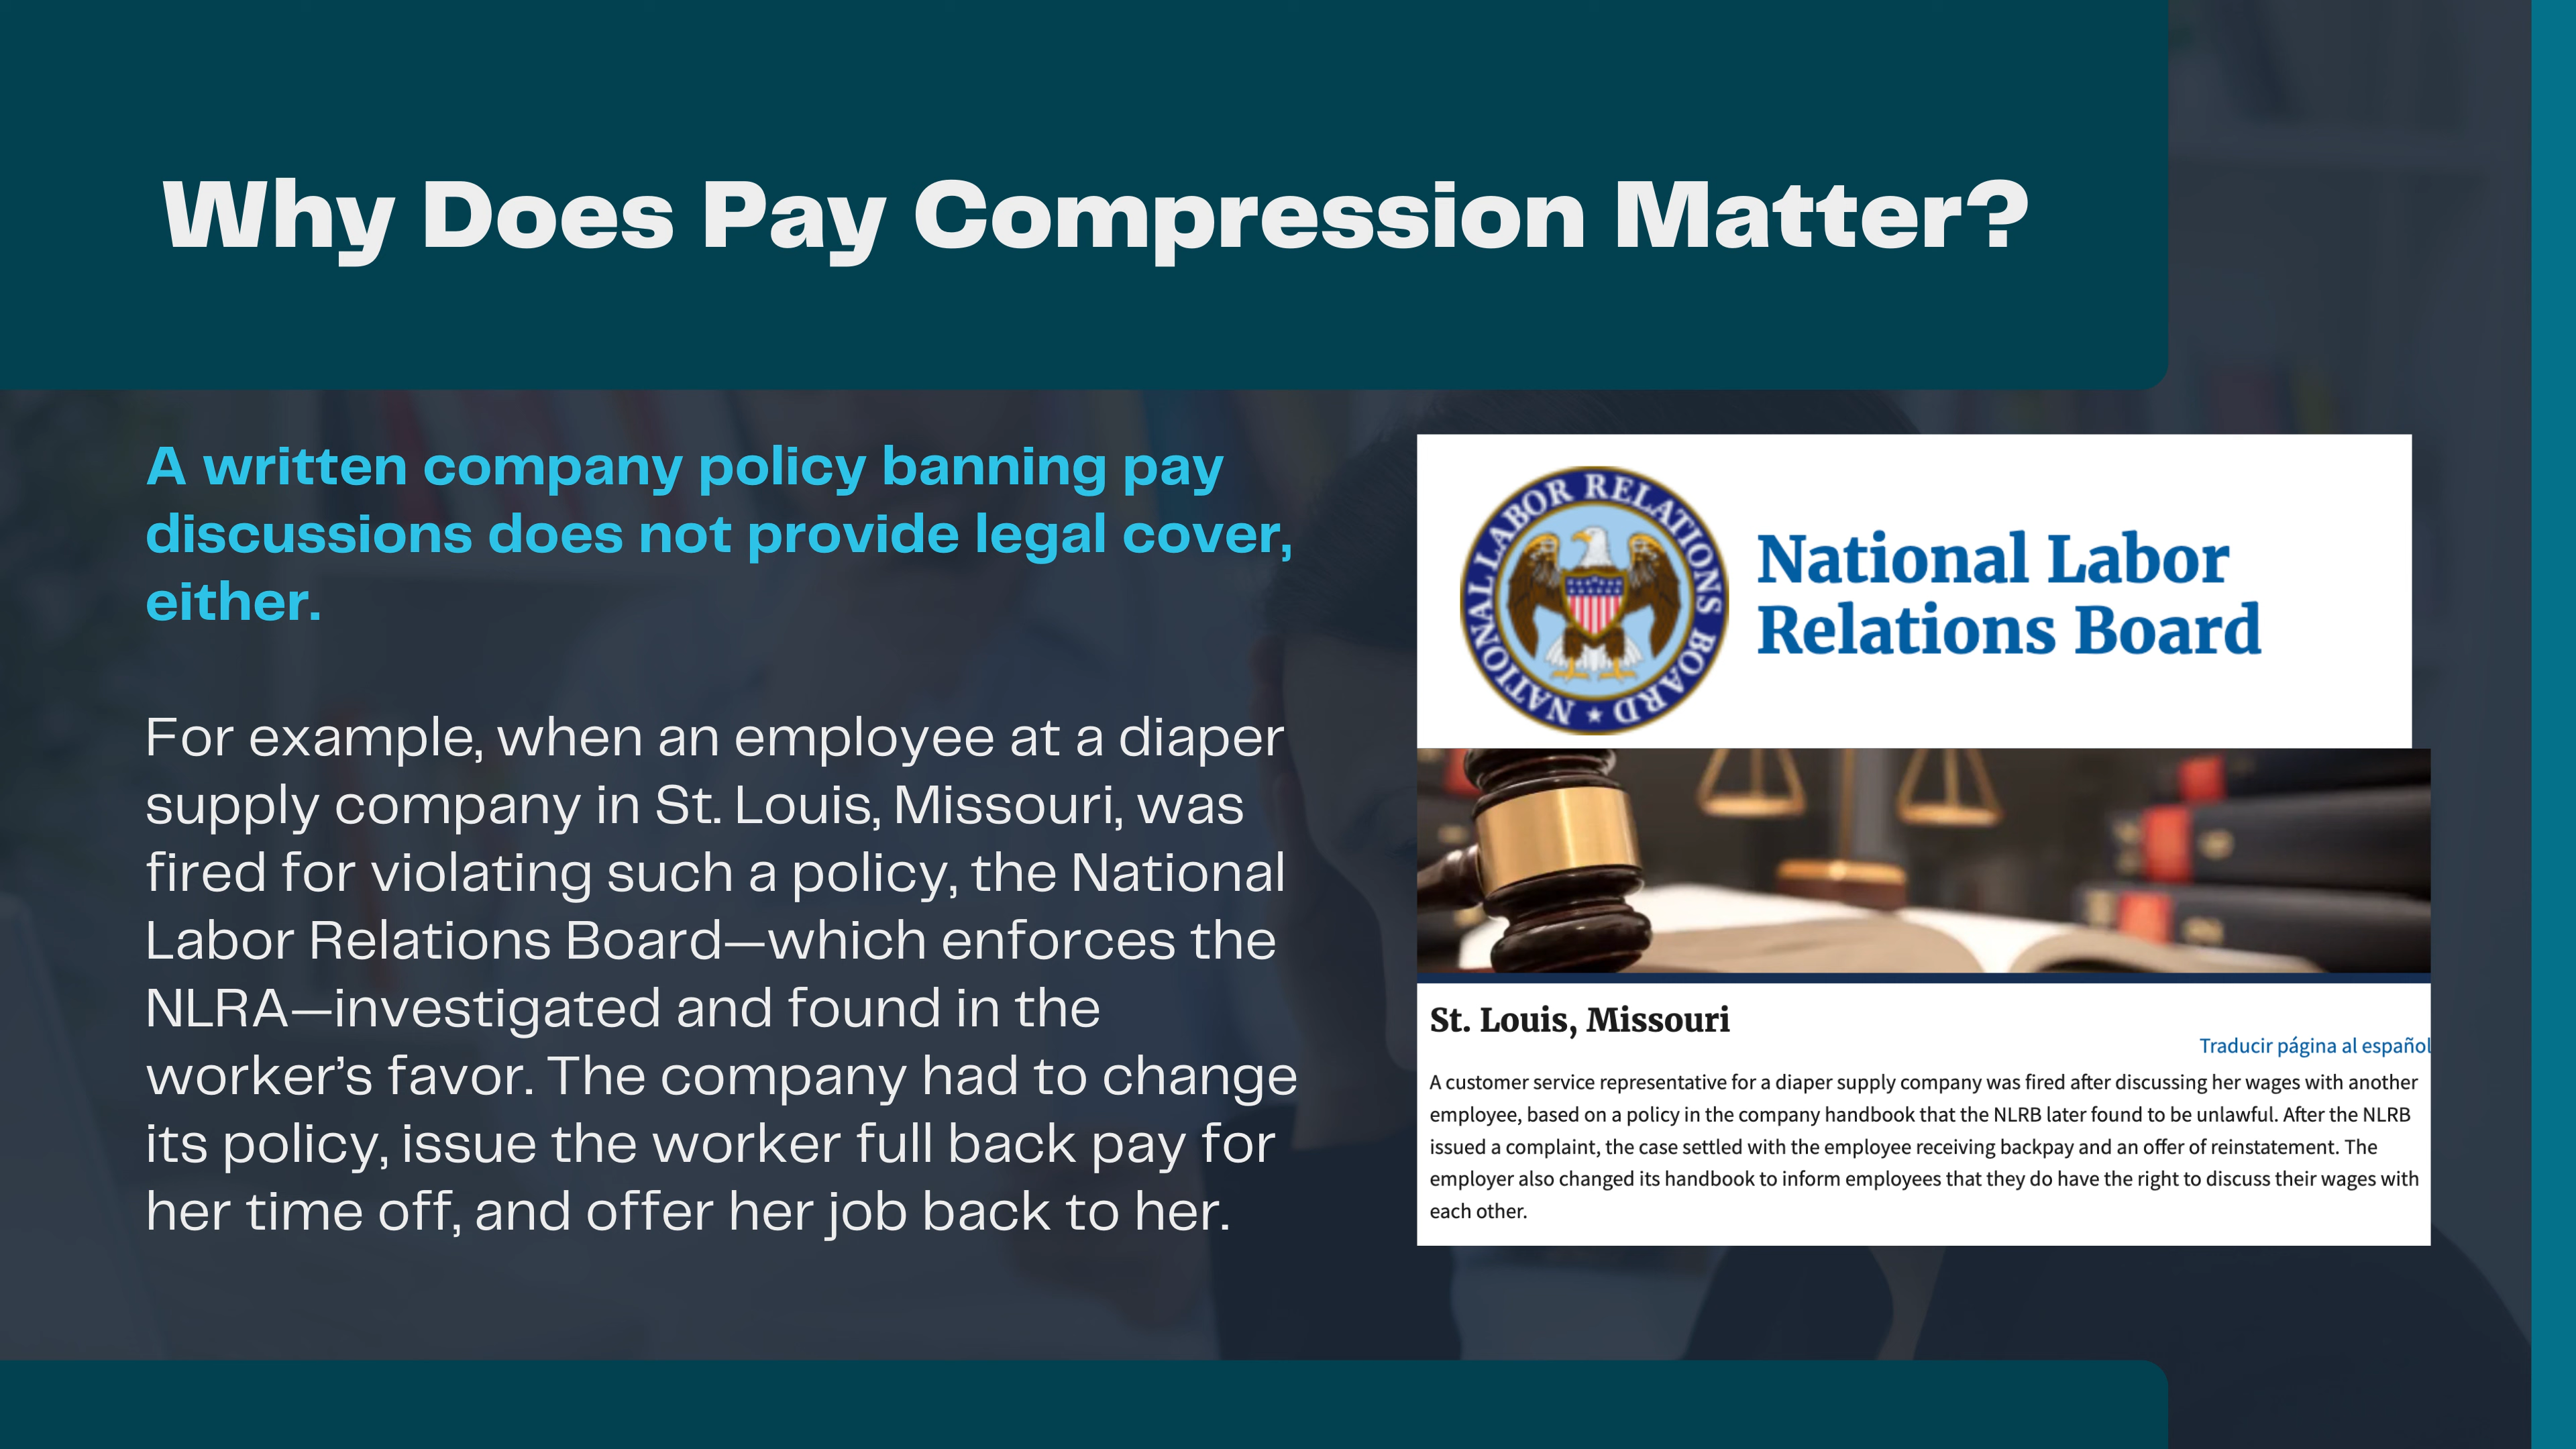 Why Does Pay Compression Matter?
A written company policy banning pay
discussions does not provide legal cover,
either.
For example, when an employee at a diaper
supply company in St. Louis, Missouri, was
fired for violating such a policy, the National
Labor Relations Board—which enforces the
NLRA—investigated and found in the
worker’s favor. The company had to change
its policy, issue the worker full back pay for
her time off, and offer her job back to her.
NATIONAL LABOR RELATIONS BOARD
National Labor
Relations Board
St. Louis, Missouri
Traducir página al español
A customer service representative for a diaper supply company was fired after discussing her wages with another
employee, based on a policy in the company handbook that the NLRB later found to be unlawful. After the NLRB
issued a complaint, the case settled with the employee receiving backpay and an offer of reinstatement. The
employer also changed its handbook to inform employees that they do have the right to discuss their wages with
each other.